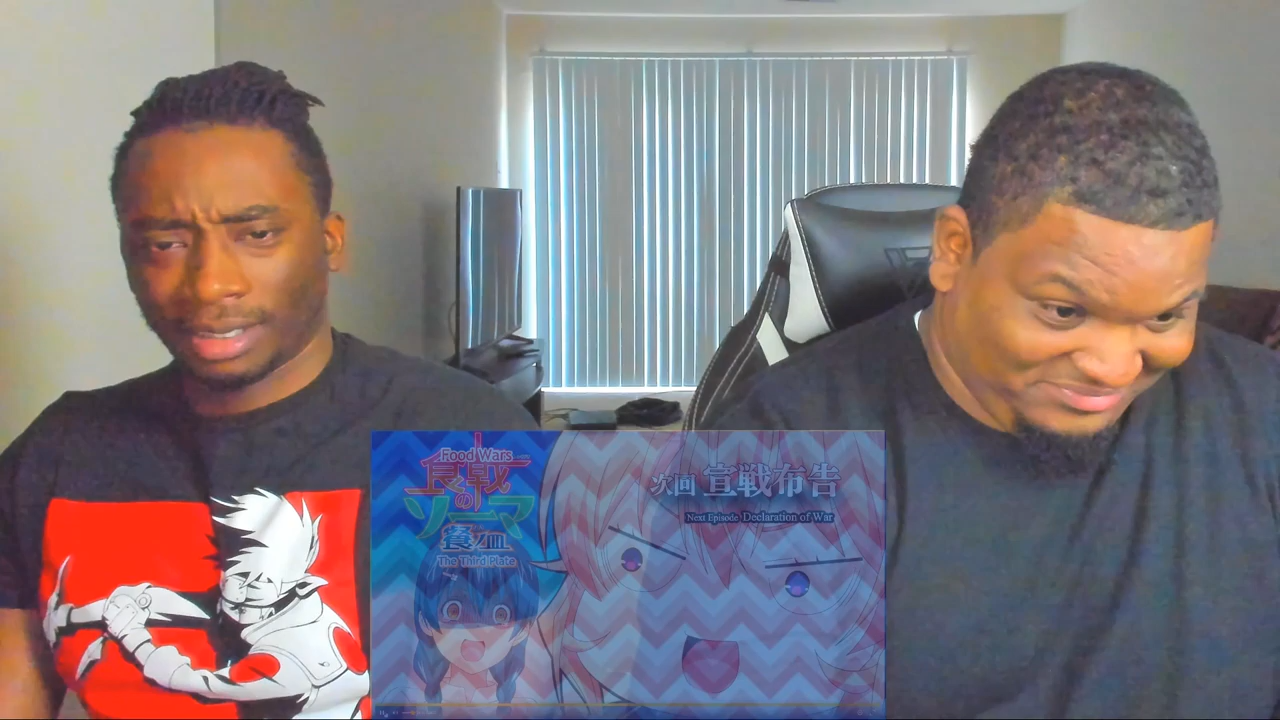 Food Wars
食戟の
ソーマ
餐ノ皿
The Third Plate
次回 宣戦布告
Next Episode Declaration of War